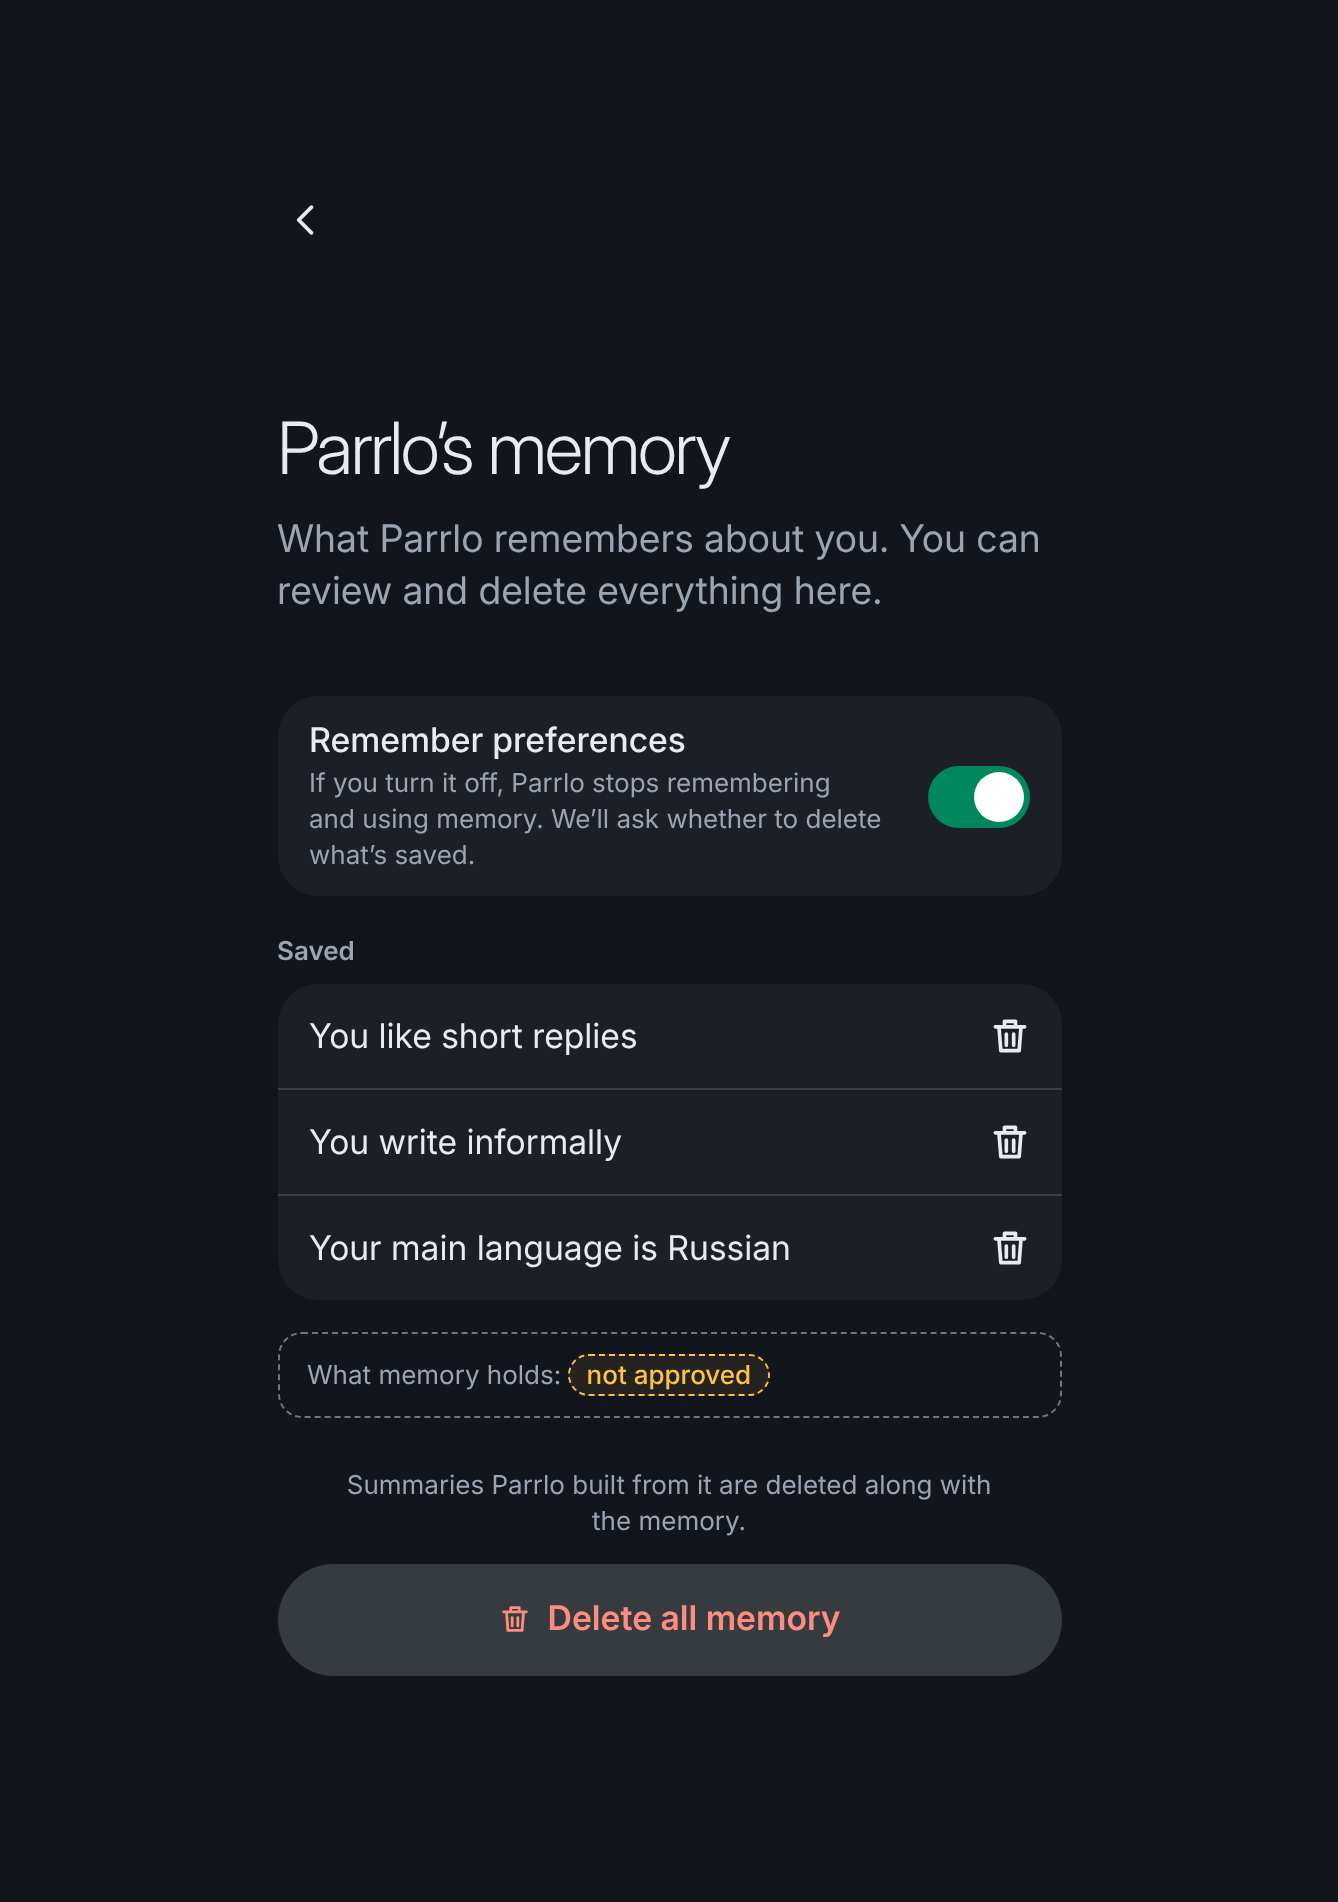 Parrlo’s memory
What Parrlo remembers about you. You can
review and delete everything here.
Remember preferences
If you turn it off, Parrlo stops remembering
and using memory. We’ll ask whether to delete
what’s saved.
Saved
You like short replies
You write informally
Your main language is Russian
What memory holds: not approved
Summaries Parrlo built from it are deleted along with
the memory.
Delete all memory